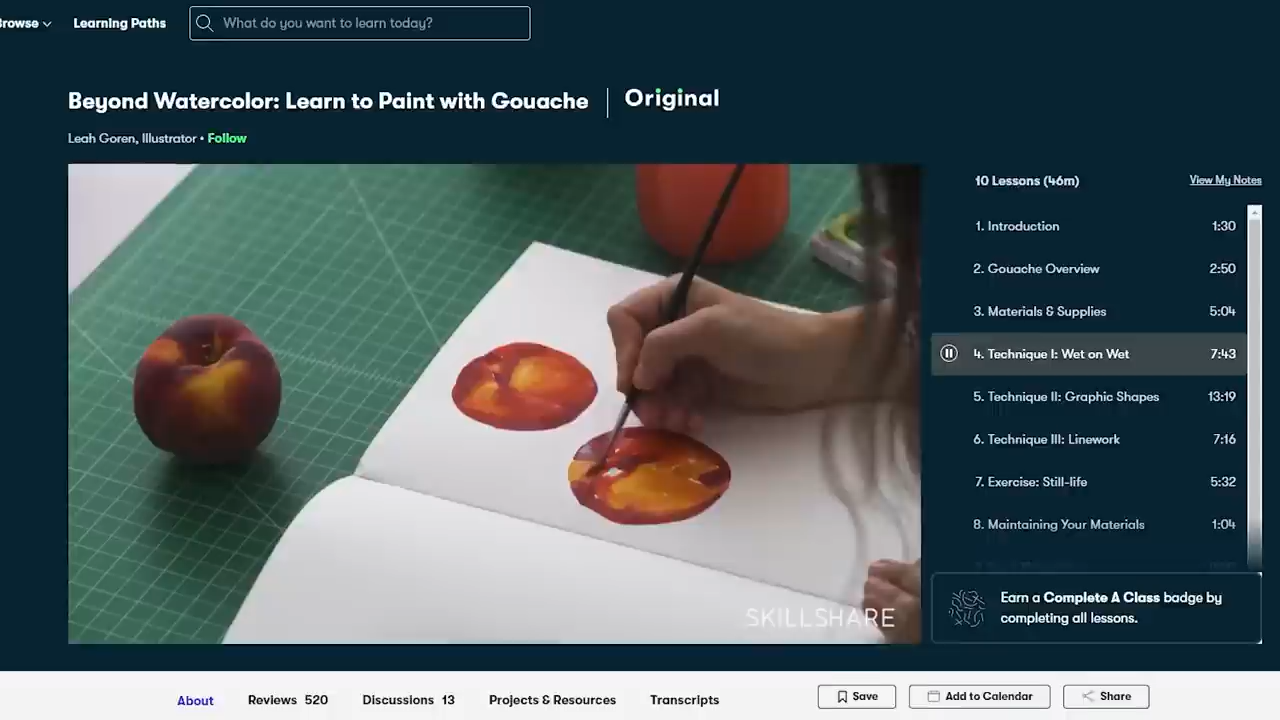 Browse
Learning Paths
What do you want to learn today?
Beyond Watercolor: Learn to Paint with Gouache
Original
Leah Goren, Illustrator • Follow
10 Lessons (46m)
View My Notes
1. Introduction 1:30
2. Gouache Overview 2:50
3. Materials & Supplies 5:04
4. Technique I: Wet on Wet 7:43
5. Technique II: Graphic Shapes 13:19
6. Technique III: Linework 7:16
7. Exercise: Still-life 5:32
8. Maintaining Your Materials 1:04
SKILLSHARE
Earn a Complete A Class badge by
completing all lessons.
About
Reviews 520
Discussions 13
Projects & Resources
Transcripts
Save
Add to Calendar
Share